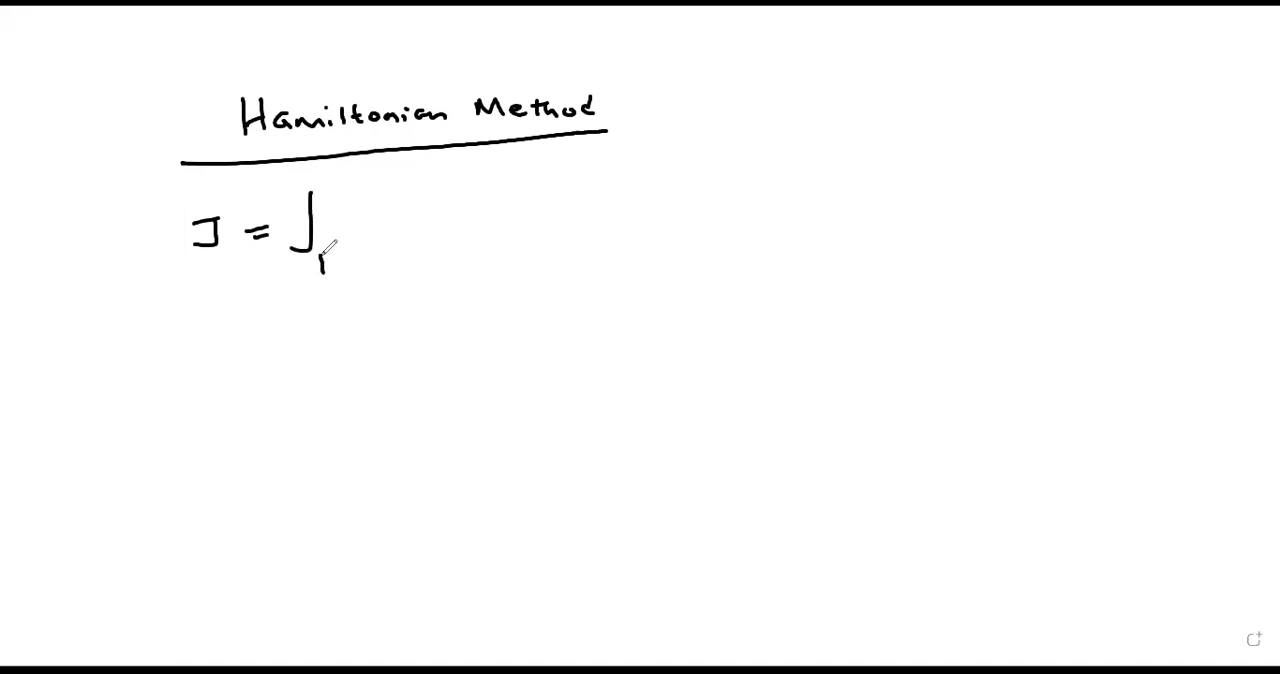 Hamiltonian Method
J = ∫